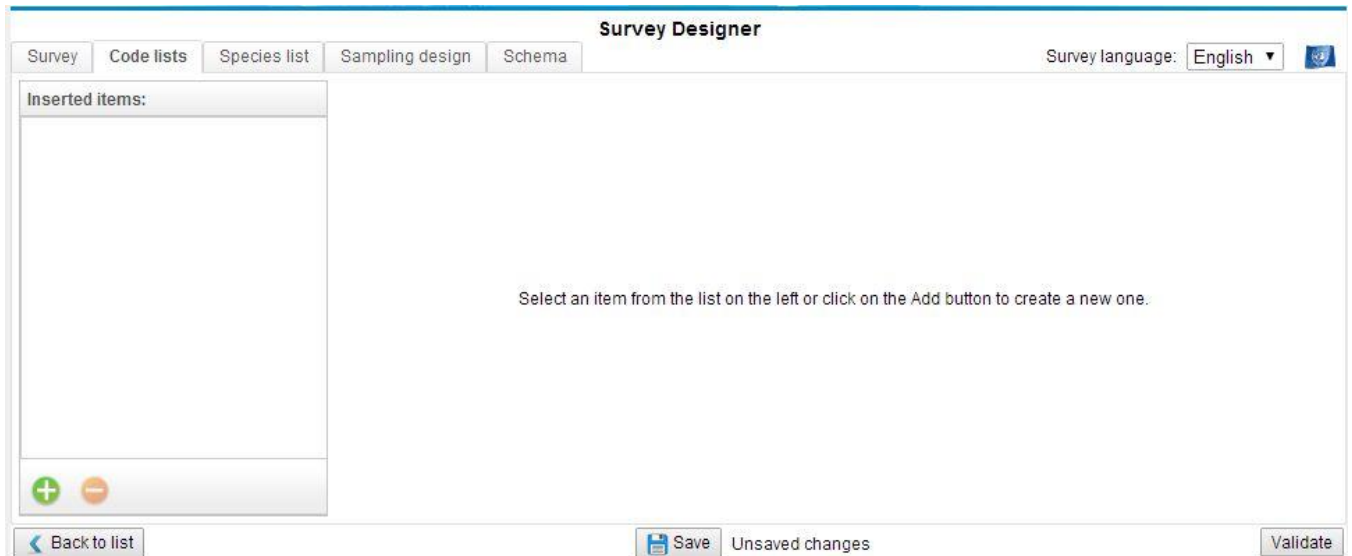 Survey Designer
Survey Code lists Species list Sampling design Schema Survey language: English
Inserted items:
Select an item from the list on the left or click on the Add button to create a new one.
Back to list Save Unsaved changes Validate